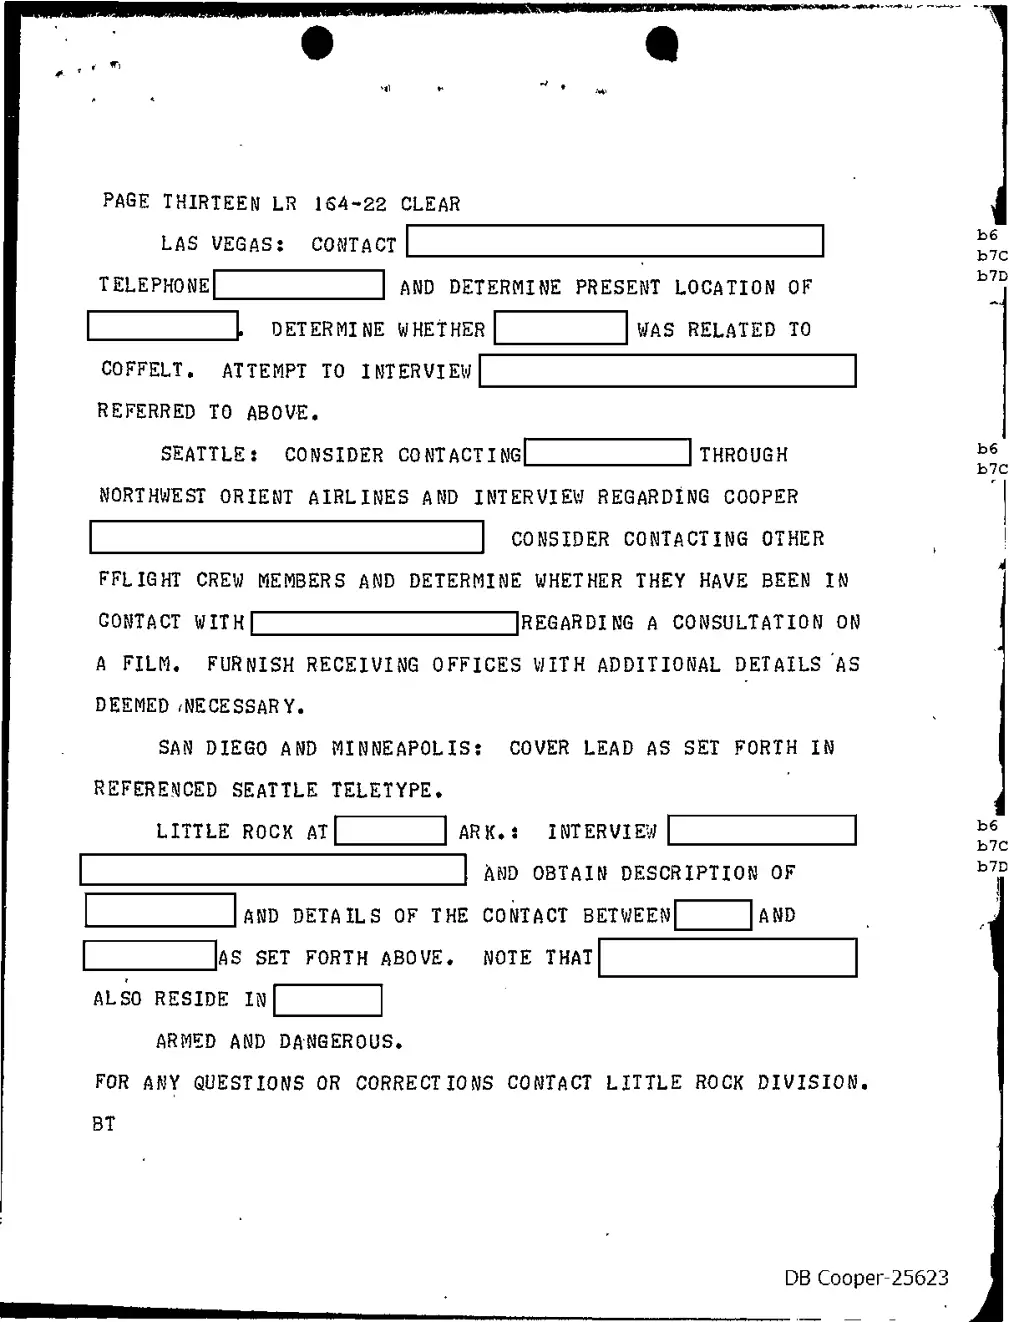 PAGE THIRTEEN LR 164-22 CLEAR
LAS VEGAS: CONTACT
b6
b7C
TELEPHONE AND DETERMINE PRESENT LOCATION OF
b7D
. DETERMINE WHETHER WAS RELATED TO
COFFELT. ATTEMPT TO INTERVIEW
REFERRED TO ABOVE.
SEATTLE: CONSIDER CONTACTING THROUGH
b6
b7C
NORTHWEST ORIENT AIRLINES AND INTERVIEW REGARDING COOPER
CONSIDER CONTACTING OTHER
FFLIGHT CREW MEMBERS AND DETERMINE WHETHER THEY HAVE BEEN IN
CONTACT WITH REGARDING A CONSULTATION ON
A FILM. FURNISH RECEIVING OFFICES WITH ADDITIONAL DETAILS AS
DEEMED NECESSARY.
SAN DIEGO AND MINNEAPOLIS: COVER LEAD AS SET FORTH IN
REFERENCED SEATTLE TELETYPE.
LITTLE ROCK AT ARK.: INTERVIEW
b6
b7C
AND OBTAIN DESCRIPTION OF
b7D
AND DETAILS OF THE CONTACT BETWEEN AND
AS SET FORTH ABOVE. NOTE THAT
ALSO RESIDE IN
ARMED AND DANGEROUS.
FOR ANY QUESTIONS OR CORRECTIONS CONTACT LITTLE ROCK DIVISION.
BT
DB Cooper-25623